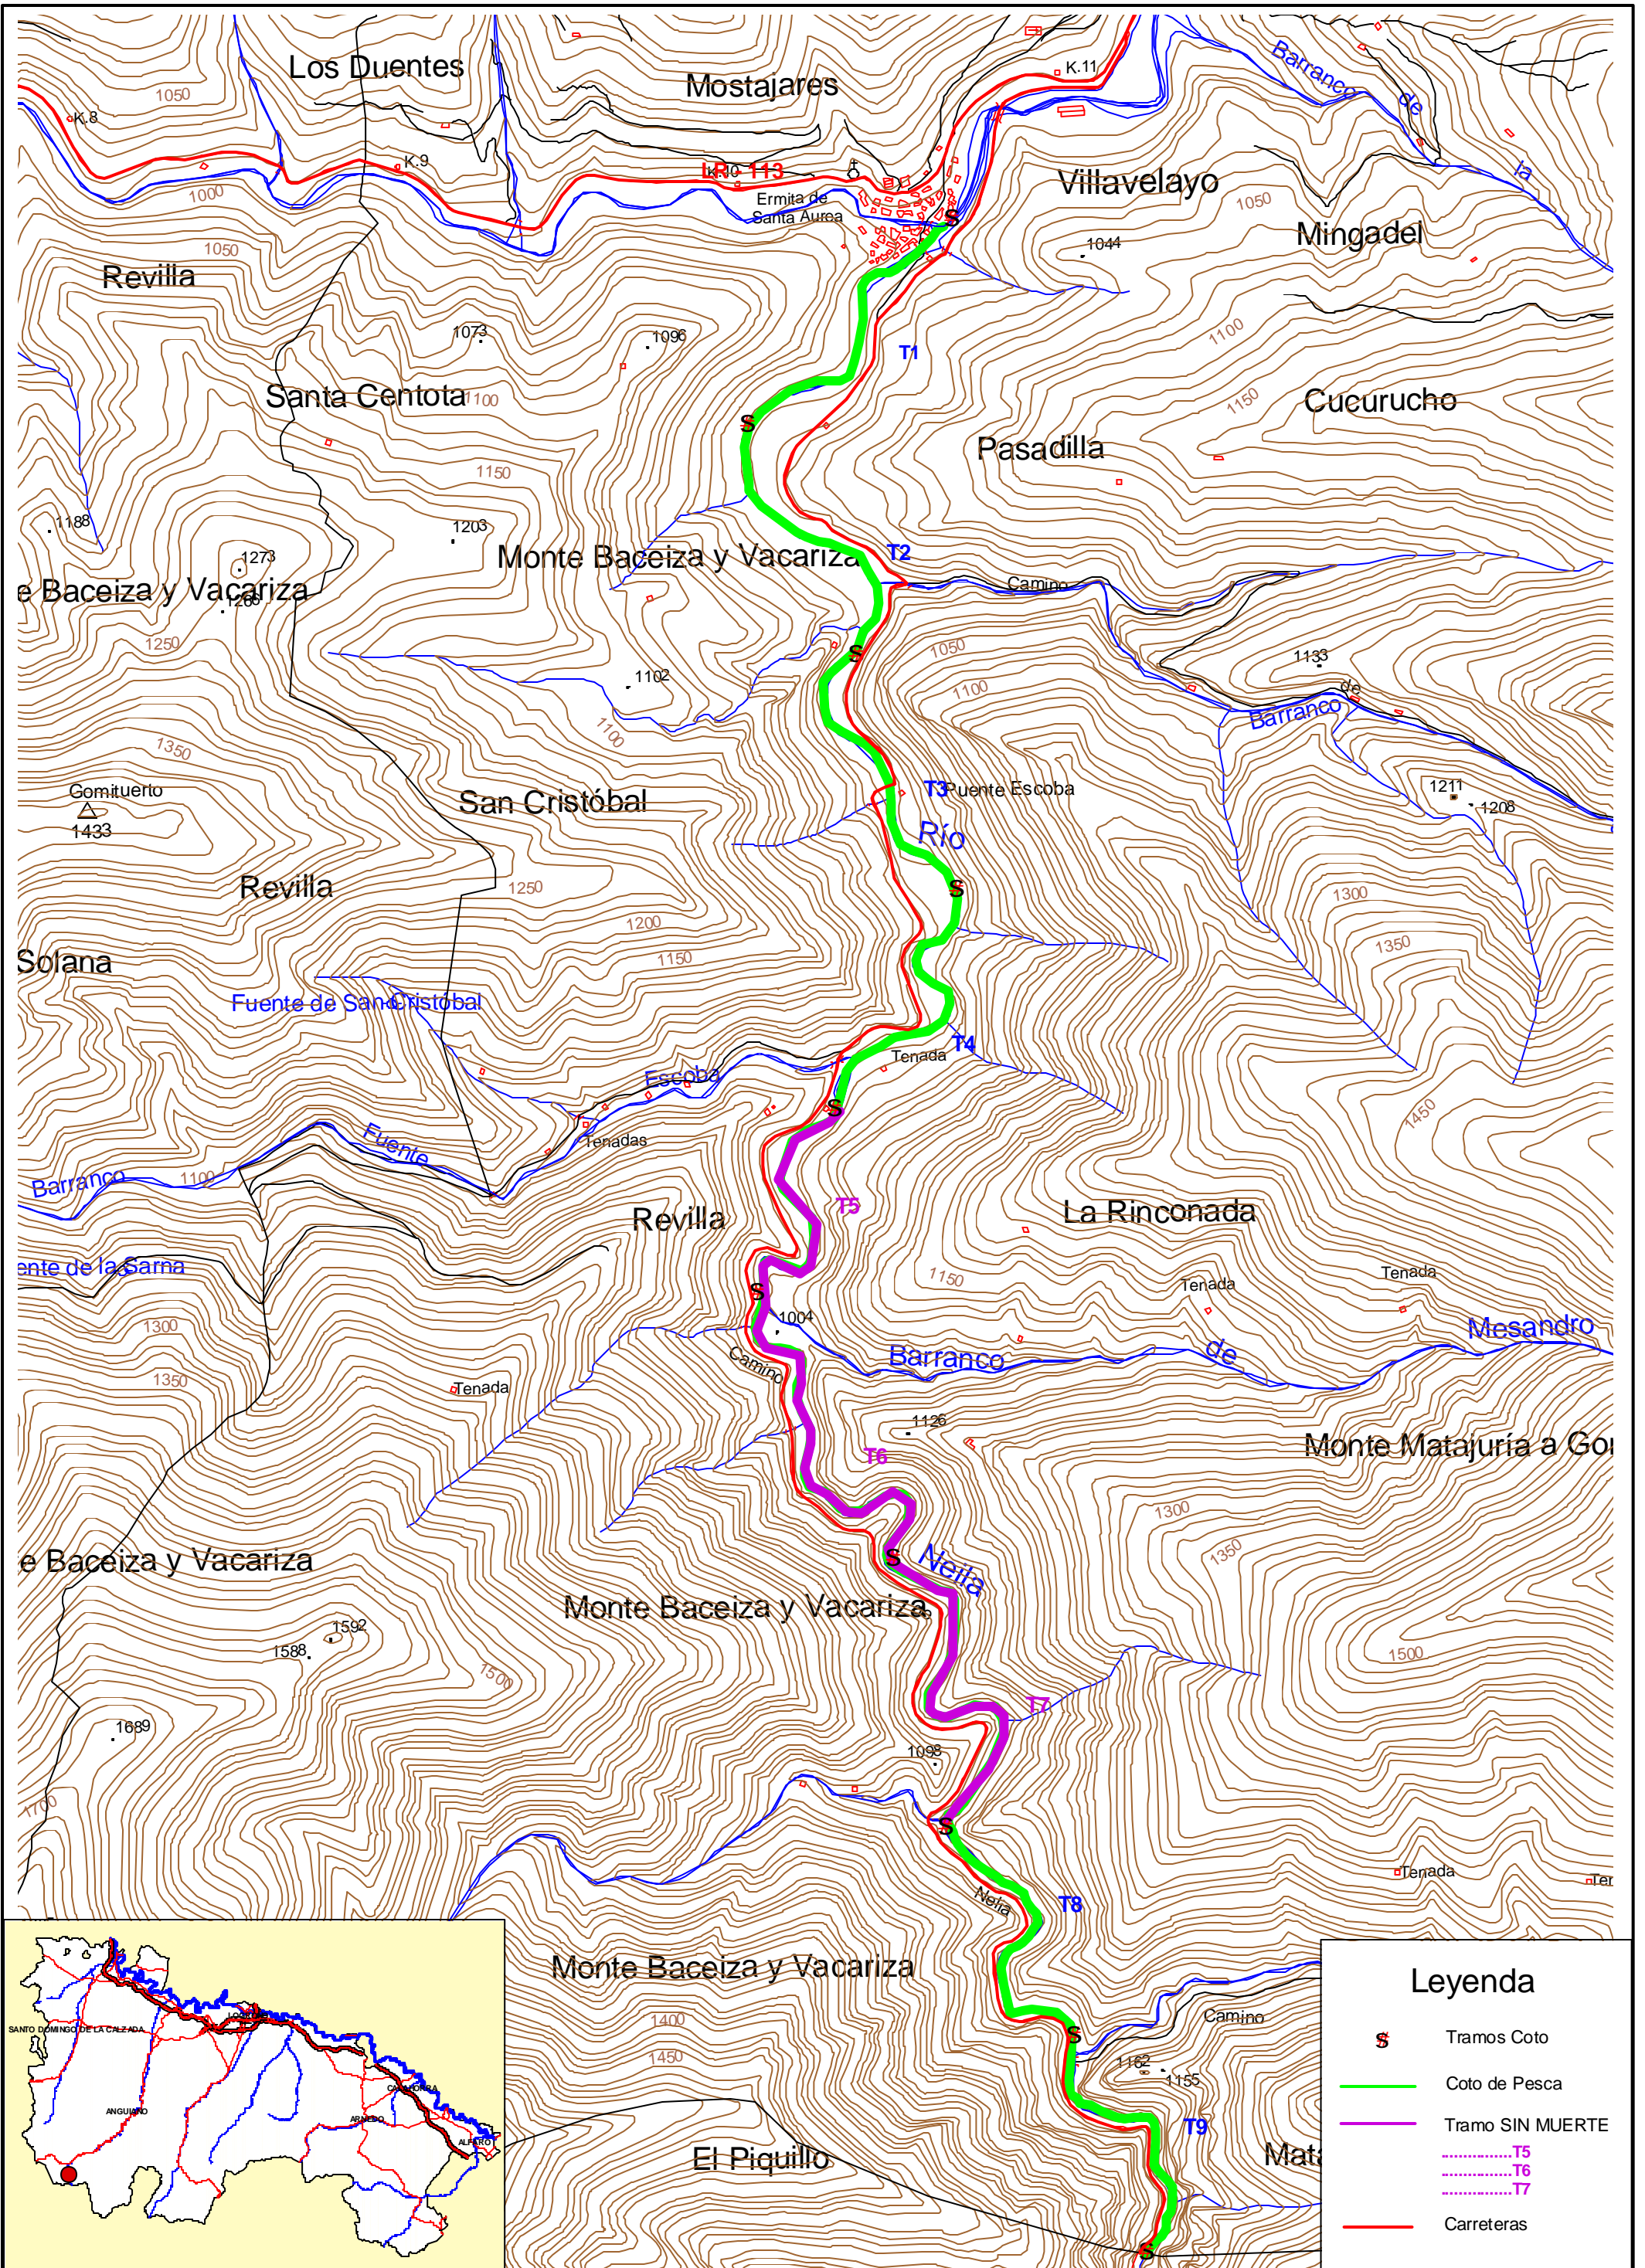 Los Duentes
Mostajares
K.11
Barranco
de
la
1050
K.8
K.9
LR - 113
1000
Ermita de
Santa Aurea
Villavelayo
1050
Mingadel
1044
1050
Revilla
1073
1096
T1
1100
Santa Centota
1100
1150
Cucurucho
Pasadilla
1150
1188
1203
1273
Monte Baceiza y Vacariza
T2
Camino
e Baceiza y Vacariza
1250
1050
1133
1102
1100
de
Barranco
1100
1350
Gomituerto
1433
San Cristóbal
T3
Puente Escoba
1211
1208
Río
Revilla
1250
1300
1200
1350
1150
Solana
Fuente de San Cristóbal
T4
Tenada
Escoba
1450
Fuente
Tenadas
Barranco
1100
T5
Revilla
La Rinconada
ente de la Sarna
1150
Tenada
Tenada
1004
1300
Mesandro
Barranco
de
Camino
1350
Tenada
1126
T6
Monte Matajuría a Gor
1300
1350
e Baceiza y Vacariza
Neila
Monte Baceiza y Vacariza
1592
1588
1500
1500
T7
1689
1098
1700
Tenada
Ter
Neila
T8
Monte Baceiza y Vacariza
1400
1450
Camino
1162
1155
T9
El Piquillo
Mata
SANTO DOMINGO DE LA CALZADA
ANGUIANO
CALAHORRA
ARNEDO
ALFARO
Leyenda
Tramos Coto
Coto de Pesca
Tramo SIN MUERTE
................T5
................T6
................T7
Carreteras